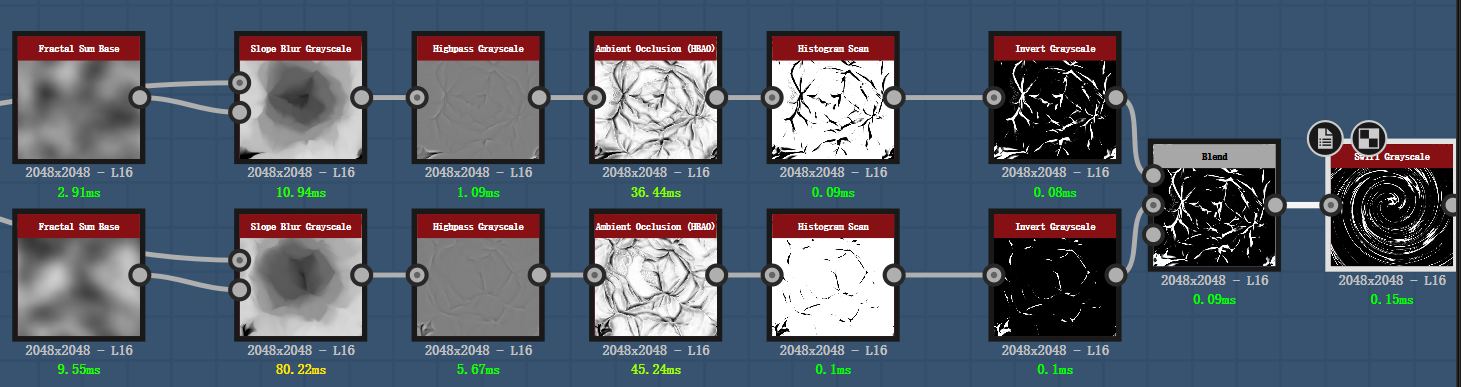 Fractal Sum Base
Slope Blur Grayscale
Highpass Grayscale
Ambient Occlusion (HBAO)
Histogram Scan
Invert Grayscale
2048x2048 - L16
2.91ms
2048x2048 - L16
10.94ms
2048x2048 - L16
1.09ms
2048x2048 - L16
36.44ms
2048x2048 - L16
0.09ms
2048x2048 - L16
0.08ms
Blend
Swirl Grayscale
2048x2048 - L16
0.09ms
2048x2048 - L16
0.15ms
Fractal Sum Base
Slope Blur Grayscale
Highpass Grayscale
Ambient Occlusion (HBAO)
Histogram Scan
Invert Grayscale
2048x2048 - L16
9.55ms
2048x2048 - L16
80.22ms
2048x2048 - L16
5.67ms
2048x2048 - L16
45.24ms
2048x2048 - L16
0.1ms
2048x2048 - L16
0.1ms